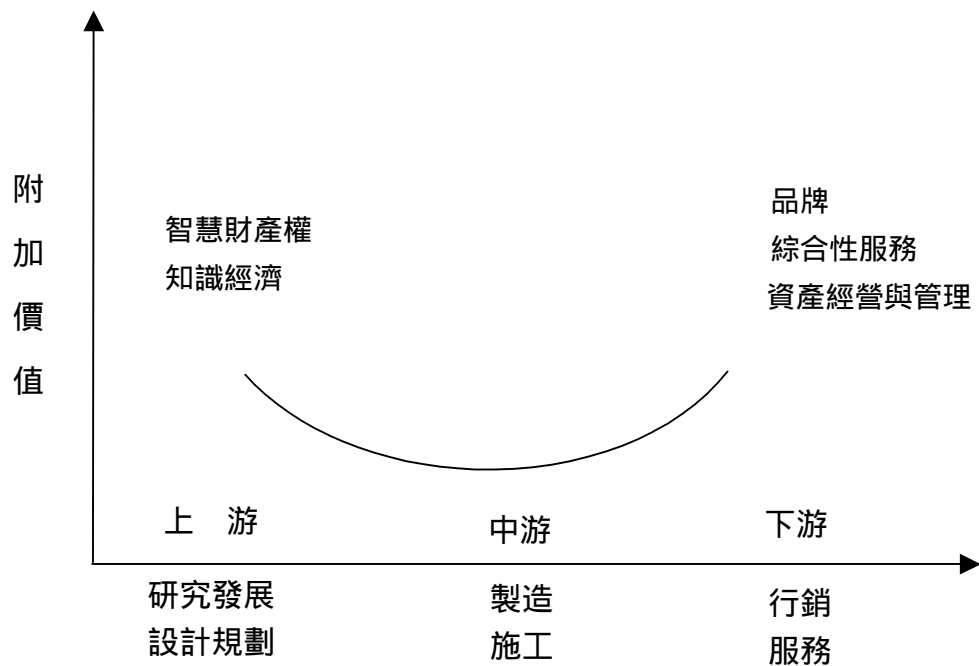 附
加
價
值
智慧財產權
知識經濟
品牌
綜合性服務
資產經營與管理
上 游
中游
下游
研究發展
設計規劃
製造
施工
行銷
服務